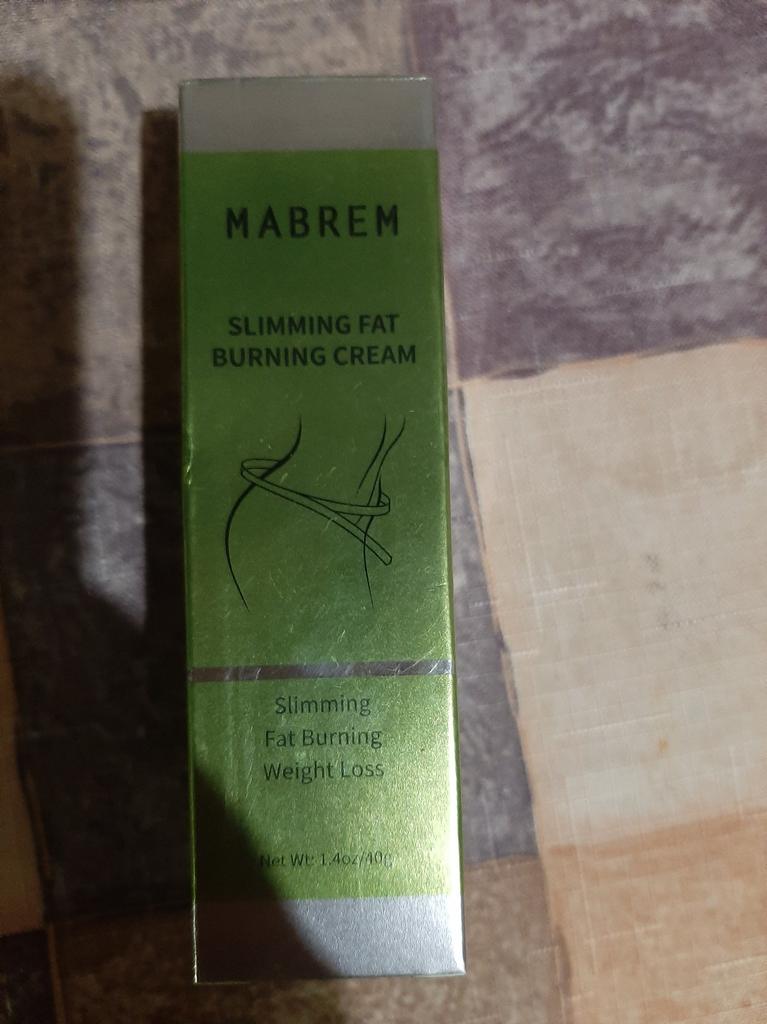 MABREM
SLIMMING FAT
BURNING CREAM
Slimming
Fat Burning
Weight Loss
Net Wt: 1.4oz/40g